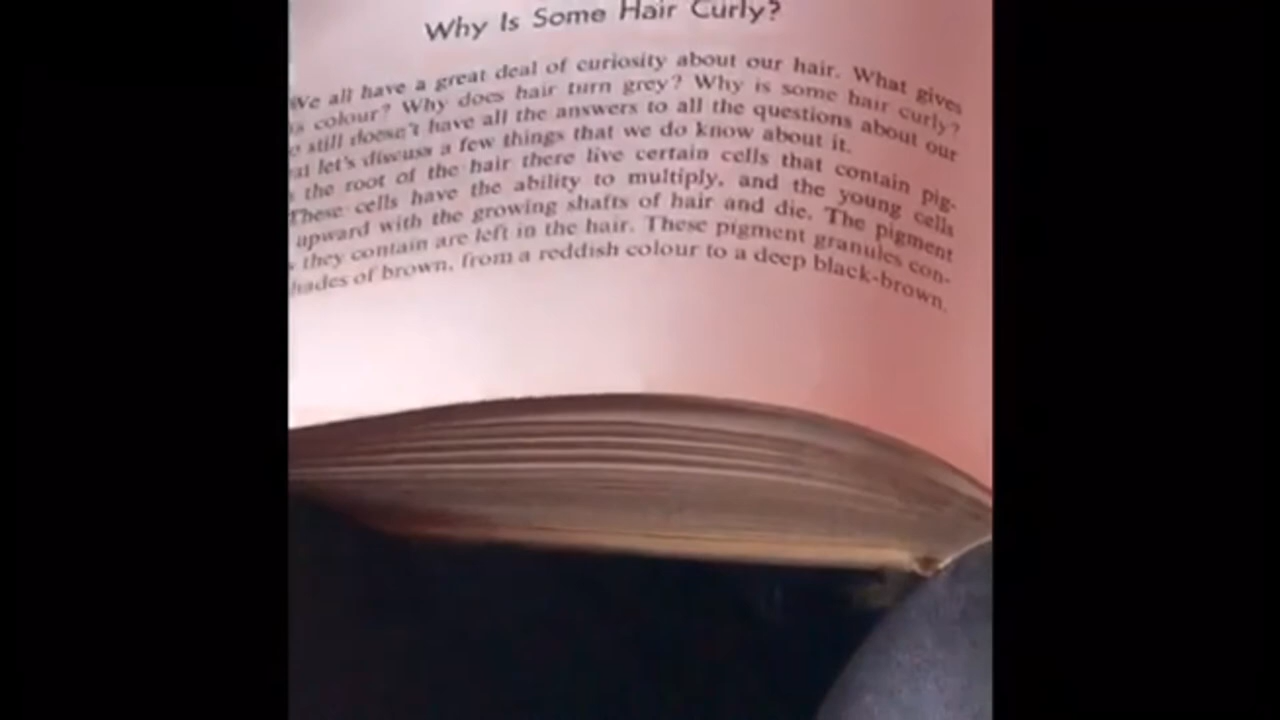 Why Is Some Hair Curly?
We all have a great deal of curiosity about our hair. What gives
colour? Why does hair turn grey? Why is some hair curly?
still doesn't have all the answers to all the questions about our
let's discuss a few things that we do know about it.
the root of the hair there live certain cells that contain pig-
These cells have the ability to multiply, and the young cells
upward with the growing shafts of hair and die. The pigment
they contain are left in the hair. These pigment granules con-
hades of brown, from a reddish colour to a deep black-brown.